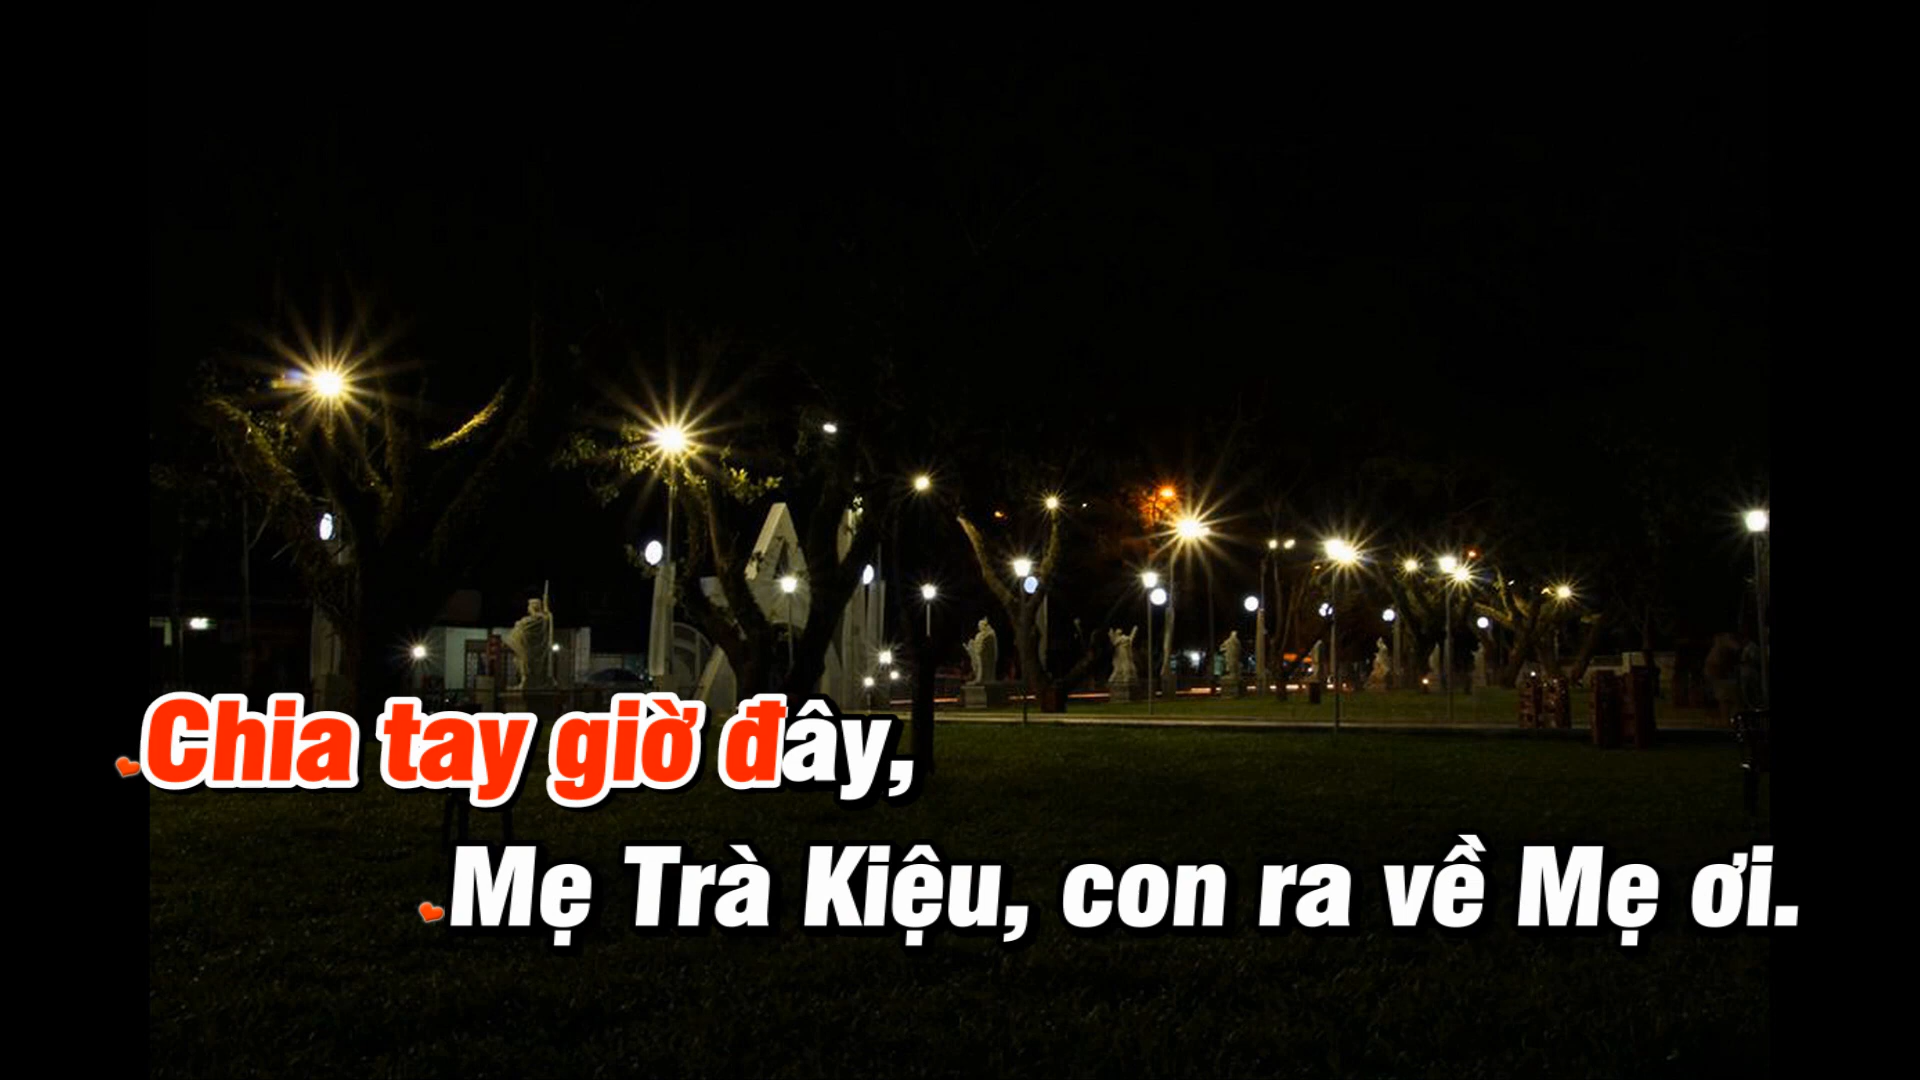 Chia tay giờ đây,
Mẹ Trà Kiệu, con ra về Mẹ ơi.